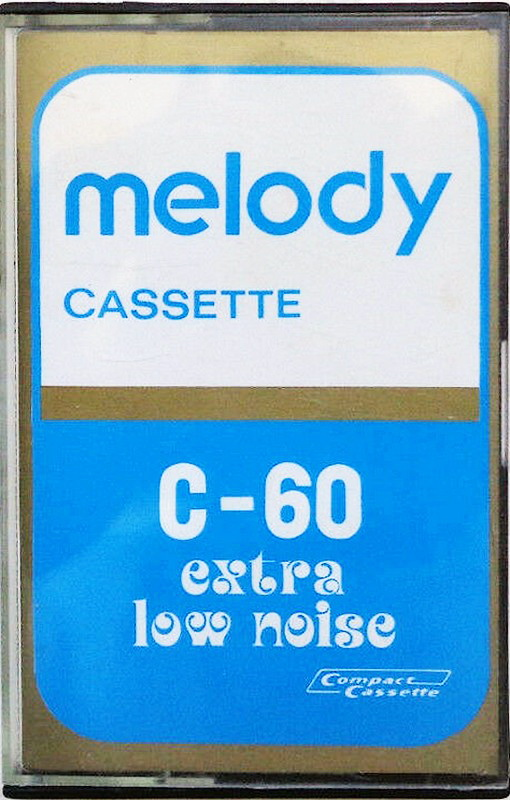 melody
CASSETTE
C-60
extra
low noise
Compact
Cassette